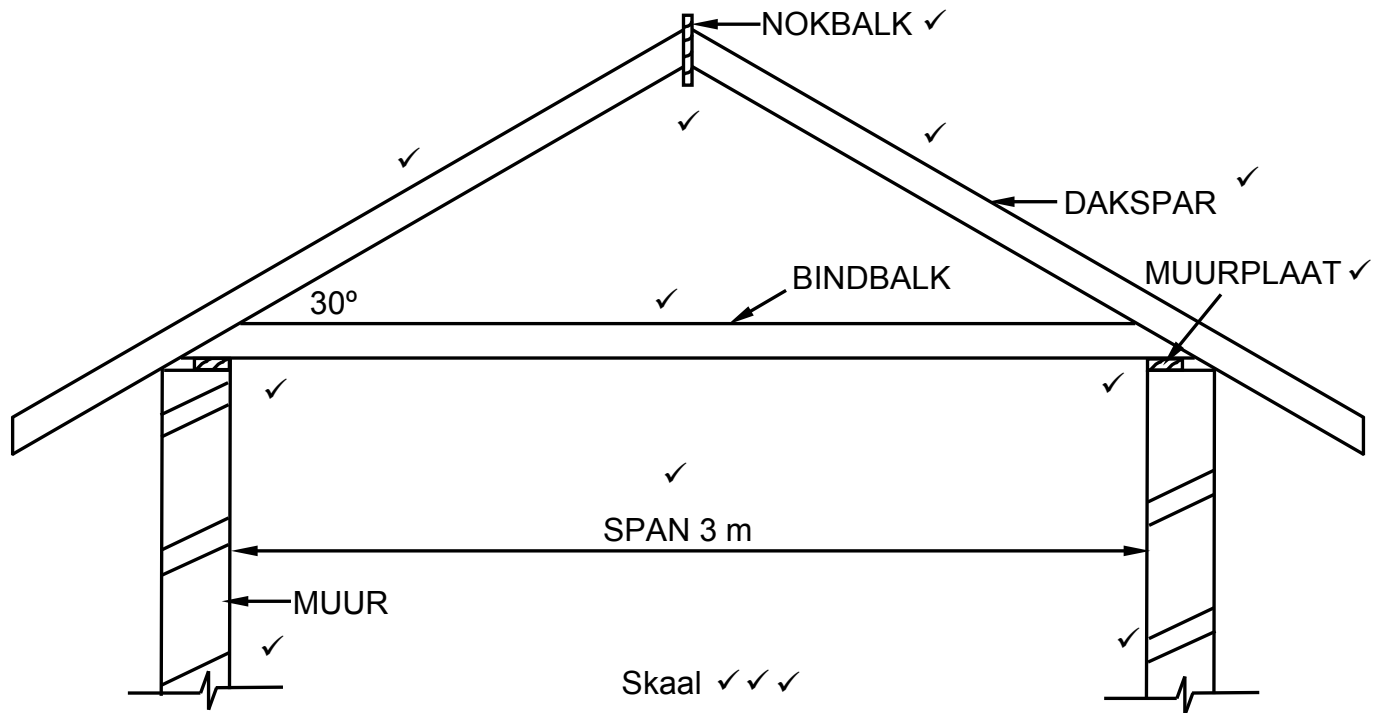 NOKBALK ✓
DAKSPAR
MUURPLAAT ✓
BINDBALK
30º
SPAN 3 m
MUUR
Skaal ✓ ✓ ✓